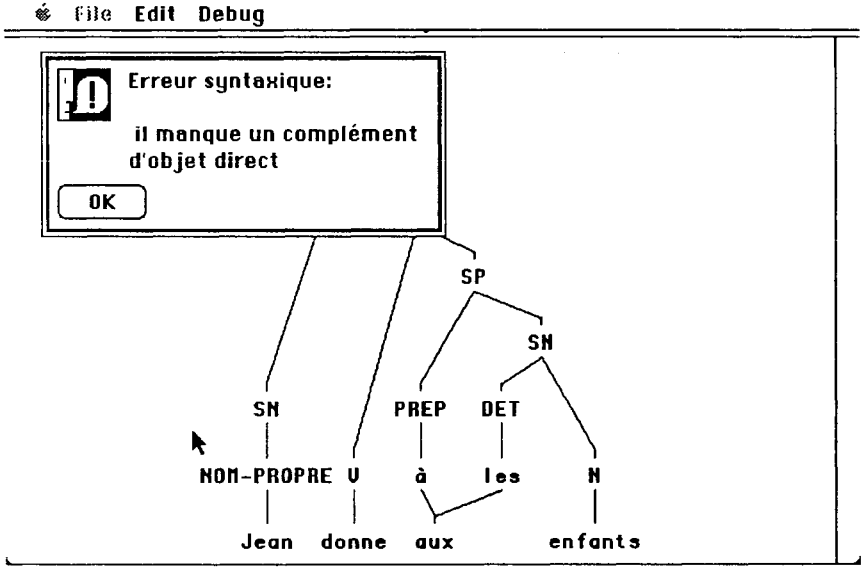 File Edit Debug
Erreur syntaxique:
il manque un complément
d'objet direct
OK
SP
SN
SN PREP DET
NOM-PROPRE V à les N
Jean donne aux enfants